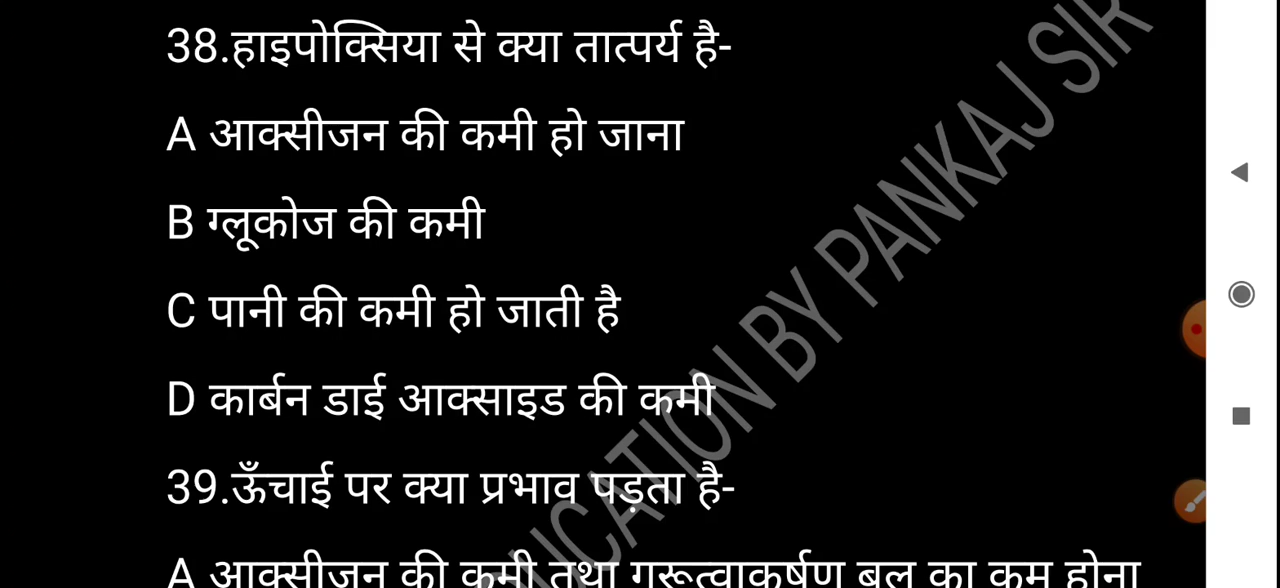 38.हाइपोक्सिया से क्या तात्पर्य है-
A आक्सीजन की कमी हो जाना
B ग्लूकोज की कमी
C पानी की कमी हो जाती है
D कार्बन डाई आक्साइड की कमी
39.ऊँचाई पर क्या प्रभाव पड़ता है-
A आक्सीजन की कमी तथा गुरूत्वाकर्षण बल का कम होना
BY PANKAJ SIR